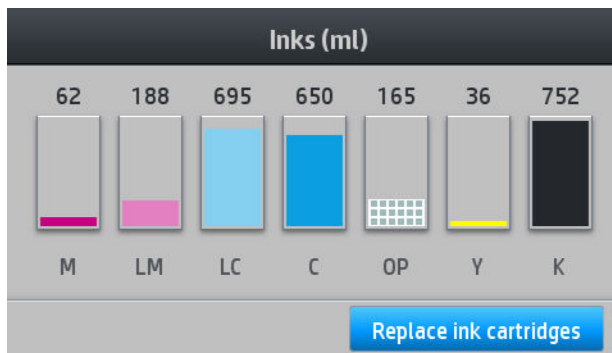 Inks (ml)
62 188 695 650 165 36 752
M LM LC C OP Y K
Replace ink cartridges